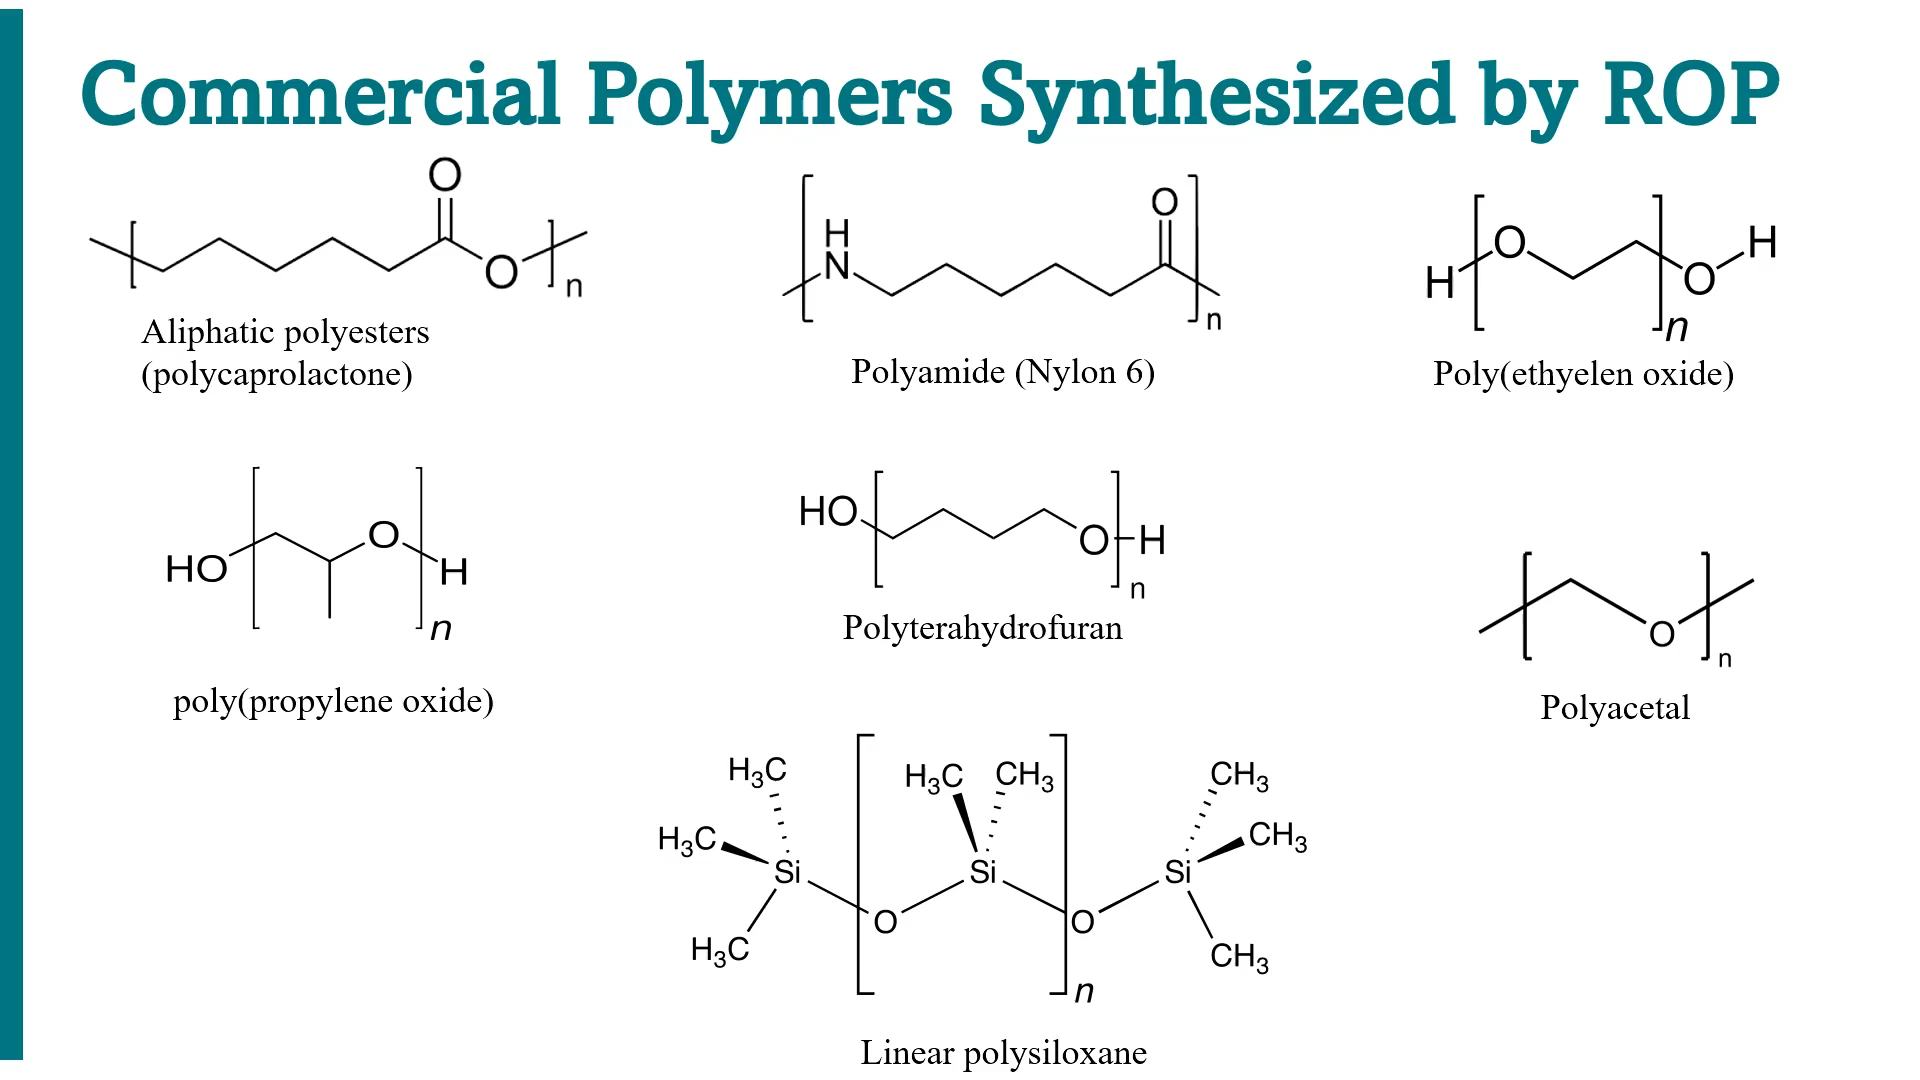 Commercial Polymers Synthesized by ROP
O
O
n
Aliphatic polyesters
(polycaprolactone)
H
N
O
n
Polyamide (Nylon 6)
H
O
O
H
n
Poly(ethyelen oxide)
HO
O
H
n
poly(propylene oxide)
HO
O
H
n
Polyterahydrofuran
O
n
Polyacetal
H3C
H3C
CH3
CH3
H3C
CH3
Si
Si
Si
O
O
H3C
CH3
n
Linear polysiloxane